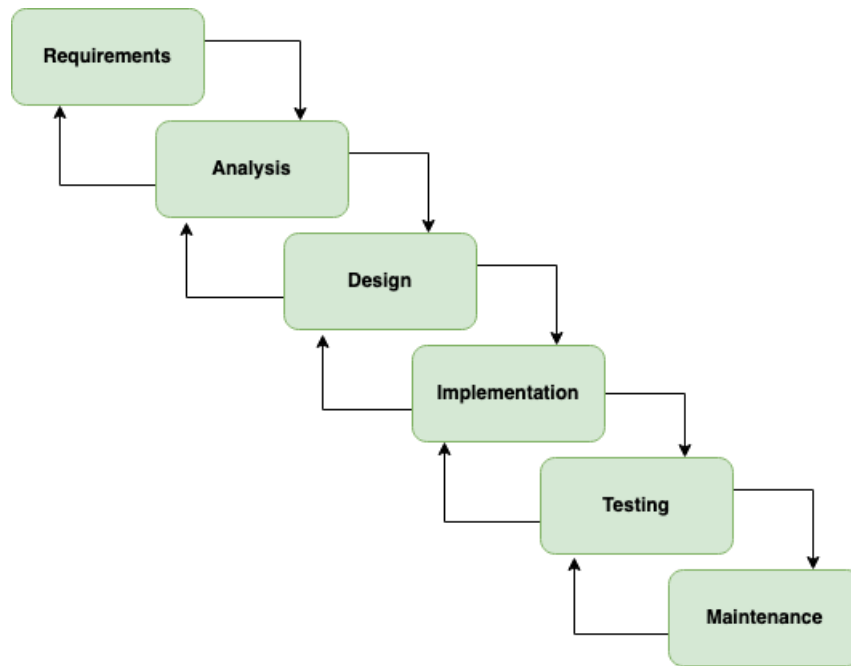 Requirements
Analysis
Design
Implementation
Testing
Maintenance